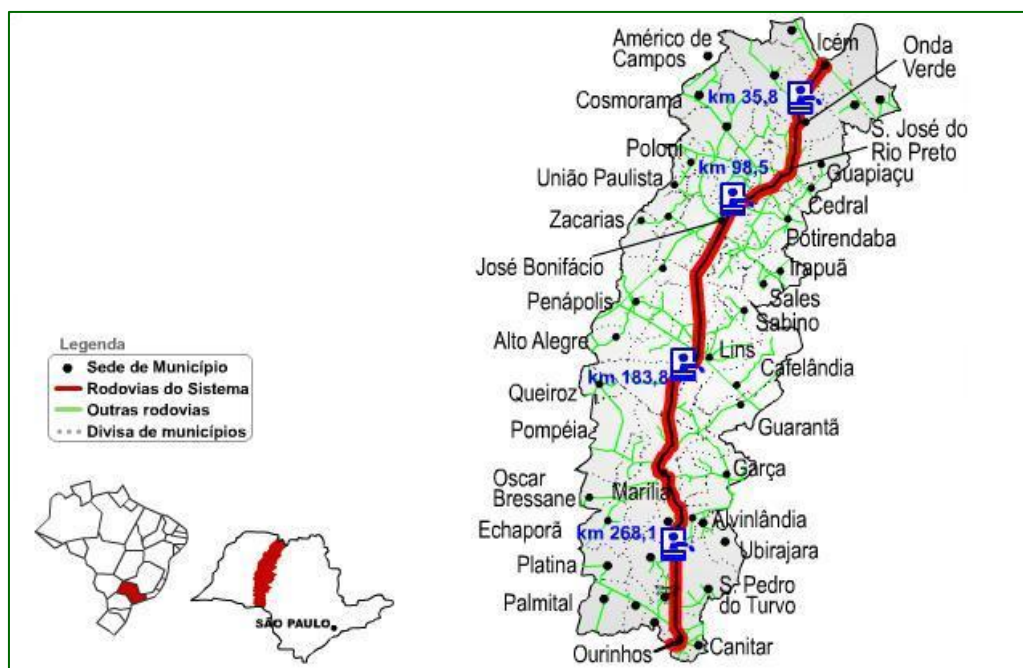 Américo de
Campos
Icém
Onda
Verde
Cosmorama
km 35,8
S. José do
Rio Preto
Poloni
km 98,5
Guapiaçu
União Paulista
Cedral
Zacarias
Potirendaba
José Bonifácio
Irapuã
Penápolis
Sales
Sabino
Alto Alegre
Lins
Cafelândia
km 183,8
Queiroz
Guarantã
Pompéia
Garça
Oscar
Bressane
Marília
Echaporã
Alvinlândia
km 268,1
Ubirajara
Platina
S. Pedro
do Turvo
Palmital
Ourinhos
Canitar
Legenda
Sede de Município
Rodovias do Sistema
Outras rodovias
Divisa de municípios
SÃO PAULO